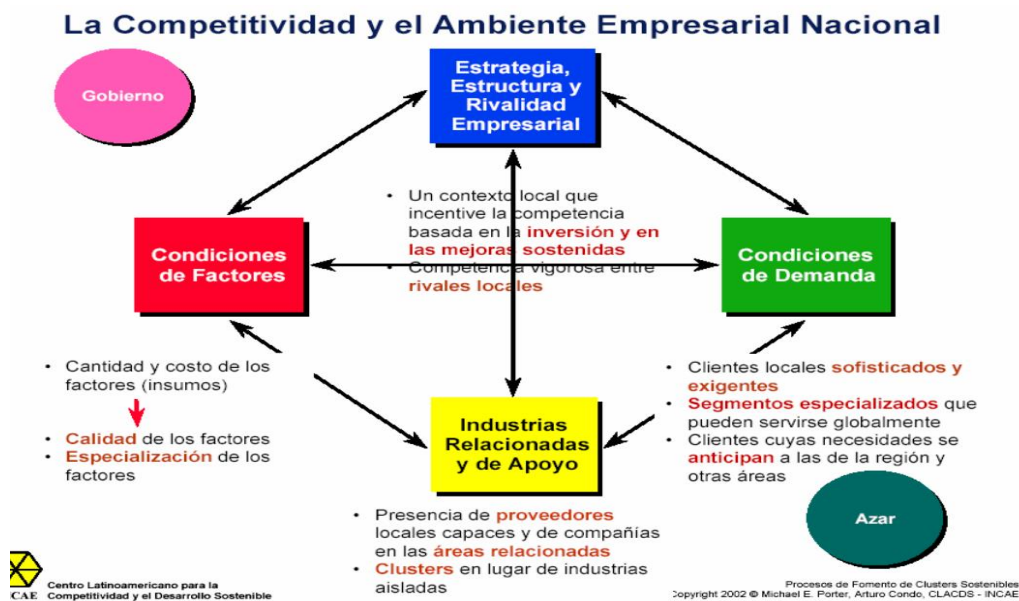 La Competitividad y el Ambiente Empresarial Nacional
Gobierno
Estrategia,
Estructura y
Rivalidad
Empresarial
• Un contexto local que
incentive la competencia
basada en la inversión y en
las mejoras sostenidas
• Competencia vigorosa entre
rivales locales
Condiciones
de Factores
Condiciones
de Demanda
• Cantidad y costo de los
factores (insumos)
• Calidad de los factores
• Especialización de los
factores
Industrias
Relacionadas
y de Apoyo
• Clientes locales sofisticados y
exigentes
• Segmentos especializados que
pueden servirse globalmente
• Clientes cuyas necesidades se
anticipan a las de la región y
otras áreas
• Presencia de proveedores
locales capaces y de compañías
en las áreas relacionadas
• Clusters en lugar de industrias
aisladas
Azar
NCAE
Centro Latinoamericano para la
Competitividad y el Desarrollo Sostenible
Procesos de Fomento de Clusters Sostenibles
Copyright 2002 © Michael E. Porter, Arturo Condo, CLACDS - INCAE